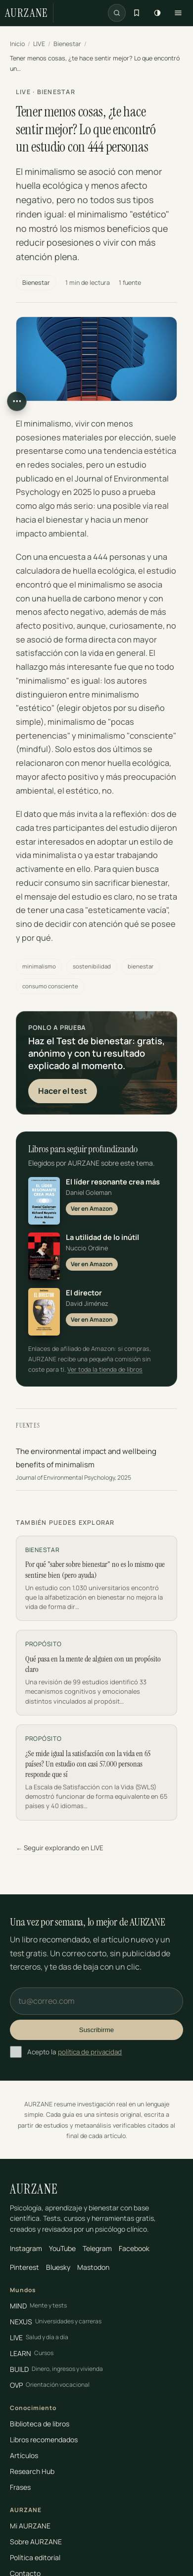 AURZANE
Inicio / LIVE / Bienestar /
Tener menos cosas, ¿te hace sentir mejor? Lo que encontró
un…
LIVE · BIENESTAR
Tener menos cosas, ¿te hace
sentir mejor? Lo que encontró
un estudio con 444 personas
El minimalismo se asoció con menor
huella ecológica y menos afecto
negativo, pero no todos sus tipos
rinden igual: el minimalismo "estético"
no mostró los mismos beneficios que
reducir posesiones o vivir con más
atención plena.
Bienestar 1 min de lectura 1 fuente
El minimalismo, vivir con menos
posesiones materiales por elección, suele
presentarse como una tendencia estética
en redes sociales, pero un estudio
publicado en el Journal of Environmental
Psychology en 2025 lo puso a prueba
como algo más serio: una posible vía real
hacia el bienestar y hacia un menor
impacto ambiental.
Con una encuesta a 444 personas y una
calculadora de huella ecológica, el estudio
encontró que el minimalismo se asocia
con una huella de carbono menor y con
menos afecto negativo, además de más
afecto positivo, aunque, curiosamente, no
se asoció de forma directa con mayor
satisfacción con la vida en general. El
hallazgo más interesante fue que no todo
"minimalismo" es igual: los autores
distinguieron entre minimalismo
"estético" (elegir objetos por su diseño
simple), minimalismo de "pocas
pertenencias" y minimalismo "consciente"
(mindful). Solo estos dos últimos se
relacionaron con menor huella ecológica,
mayor afecto positivo y más preocupación
ambiental; el estético, no.
El dato que más invita a la reflexión: dos de
cada tres participantes del estudio dijeron
estar interesados en adoptar un estilo de
vida minimalista o ya estar trabajando
activamente en ello. Para quien busca
reducir consumo sin sacrificar bienestar,
el mensaje del estudio es claro: no se trata
de tener una casa "estéticamente vacía",
sino de decidir con atención qué se posee
y por qué.
minimalismo sostenibilidad bienestar
consumo consciente
PONLO A PRUEBA
Haz el Test de bienestar: gratis,
anónimo y con tu resultado
explicado al momento.
Hacer el test
Libros para seguir profundizando
Elegidos por AURZANE sobre este tema.
El líder resonante crea más
Daniel Goleman
Ver en Amazon
La utilidad de lo inútil
Nuccio Ordine
Ver en Amazon
El director
David Jiménez
Ver en Amazon
Enlaces de afiliado de Amazon: si compras,
AURZANE recibe una pequeña comisión sin
coste para ti. Ver toda la tienda de libros
FUENTES
The environmental impact and wellbeing
benefits of minimalism
Journal of Environmental Psychology, 2025
TAMBIÉN PUEDES EXPLORAR
BIENESTAR
Por qué "saber sobre bienestar" no es lo mismo que
sentirse bien (pero ayuda)
Un estudio con 1.030 universitarios encontró
que la alfabetización en bienestar no mejora la
vida de forma dir…
PROPÓSITO
Qué pasa en la mente de alguien con un propósito
claro
Una revisión de 99 estudios identificó 33
mecanismos cognitivos y emocionales
distintos vinculados al propósit…
PROPÓSITO
¿Se mide igual la satisfacción con la vida en 65
países? Un estudio con casi 57.000 personas
responde que sí
La Escala de Satisfacción con la Vida (SWLS)
demostró funcionar de forma equivalente en 65
países y 40 idiomas…
← Seguir explorando en LIVE
Una vez por semana, lo mejor de AURZANE
Un libro recomendado, el artículo nuevo y un
test gratis. Un correo corto, sin publicidad de
terceros, y te das de baja con un clic.
tu@correo.com
Suscribirme
Acepto la política de privacidad
AURZANE resume investigación real en un lenguaje
simple. Cada guía es una síntesis original, escrita a
partir de estudios y metaanálisis verificables citados al
final de cada artículo.
AURZANE
Psicología, aprendizaje y bienestar con base
científica. Tests, cursos y herramientas gratis,
creados y revisados por un psicólogo clínico.
Instagram YouTube Telegram Facebook
Pinterest Bluesky Mastodon
Mundos
MIND Mente y tests
NEXUS Universidades y carreras
LIVE Salud y día a día
LEARN Cursos
BUILD Dinero, ingresos y vivienda
OVP Orientación vocacional
Conocimiento
Biblioteca de libros
Libros recomendados
Artículos
Research Hub
Frases
AURZANE
Mi AURZANE
Sobre AURZANE
Política editorial
Contacto